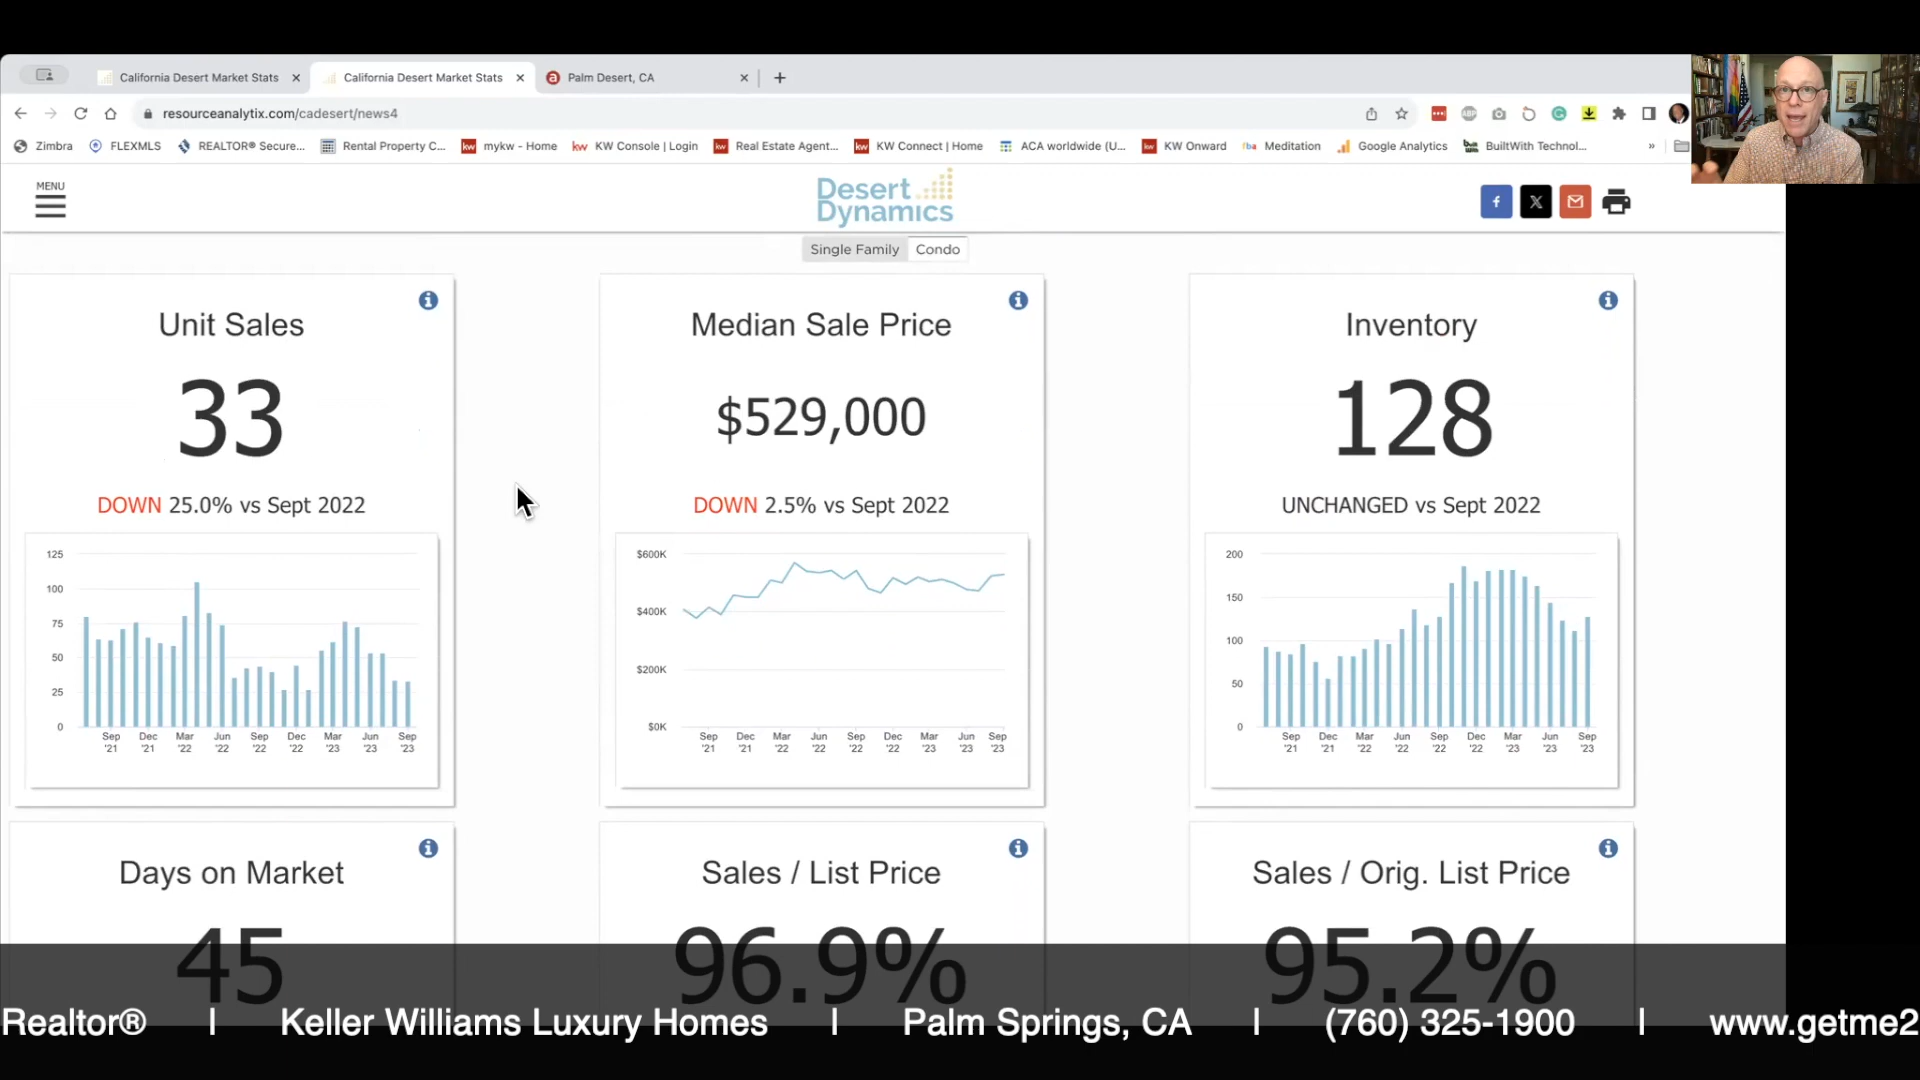 California Desert Market Stats
California Desert Market Stats
Palm Desert, CA
resourceanalytix.com/cadesert/news4
Zimbra
FLEXMLS
REALTOR® Secure...
Rental Property C...
mykw - Home
KW Console | Login
Real Estate Agent...
KW Connect | Home
ACA worldwide (U...
KW Onward
Meditation
Google Analytics
BuiltWith Technol...
»
MENU
Desert
Dynamics
Single Family
Condo
Unit Sales
33
DOWN 25.0% vs Sept 2022
125
100
75
50
25
0
Sep '21
Dec '21
Mar '22
Jun '22
Sep '22
Dec '22
Mar '23
Jun '23
Sep '23
Median Sale Price
$529,000
DOWN 2.5% vs Sept 2022
$600K
$400K
$200K
$0K
Sep '21
Dec '21
Mar '22
Jun '22
Sep '22
Dec '22
Mar '23
Jun '23
Sep '23
Inventory
128
UNCHANGED vs Sept 2022
200
150
100
50
0
Sep '21
Dec '21
Mar '22
Jun '22
Sep '22
Dec '22
Mar '23
Jun '23
Sep '23
Days on Market
45
Sales / List Price
96.9%
Sales / Orig. List Price
95.2%
Realtor® | Keller Williams Luxury Homes | Palm Springs, CA | (760) 325-1900 | www.getme2